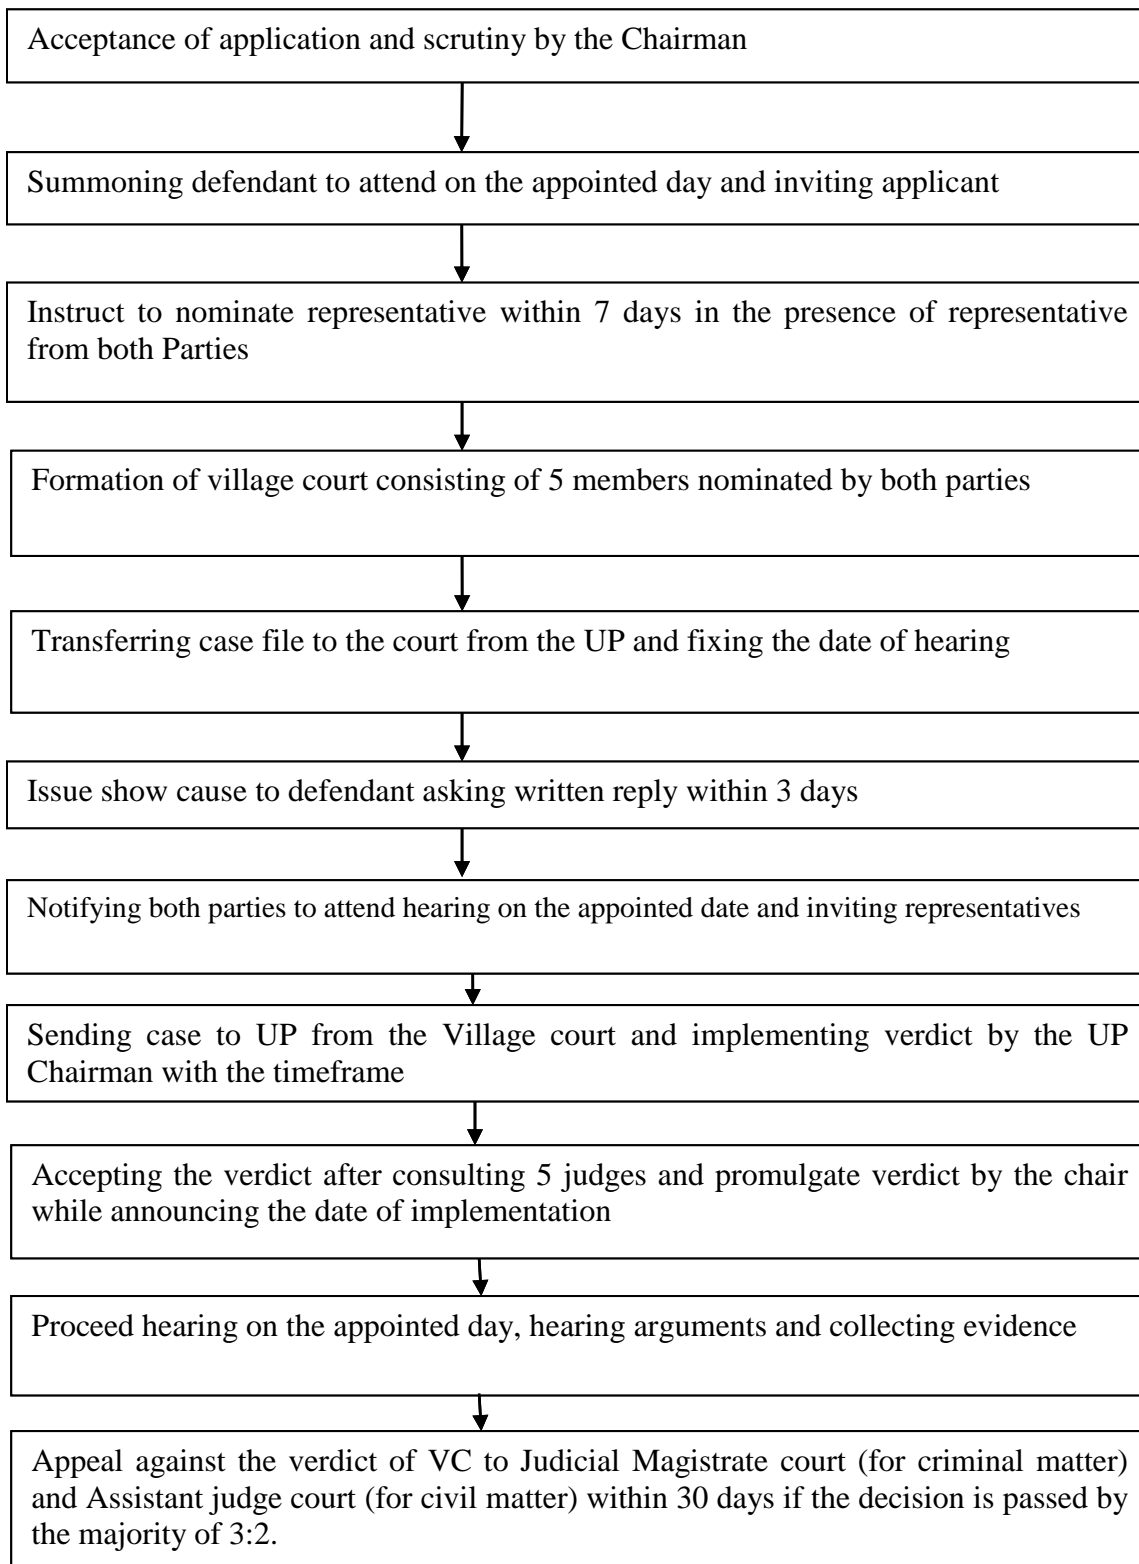 Acceptance of application and scrutiny by the Chairman
Summoning defendant to attend on the appointed day and inviting applicant
Instruct to nominate representative within 7 days in the presence of representative
from both Parties
Formation of village court consisting of 5 members nominated by both parties
Transferring case file to the court from the UP and fixing the date of hearing
Issue show cause to defendant asking written reply within 3 days
Notifying both parties to attend hearing on the appointed date and inviting representatives
Sending case to UP from the Village court and implementing verdict by the UP
Chairman with the timeframe
Accepting the verdict after consulting 5 judges and promulgate verdict by the chair
while announcing the date of implementation
Proceed hearing on the appointed day, hearing arguments and collecting evidence
Appeal against the verdict of VC to Judicial Magistrate court (for criminal matter)
and Assistant judge court (for civil matter) within 30 days if the decision is passed by
the majority of 3:2.